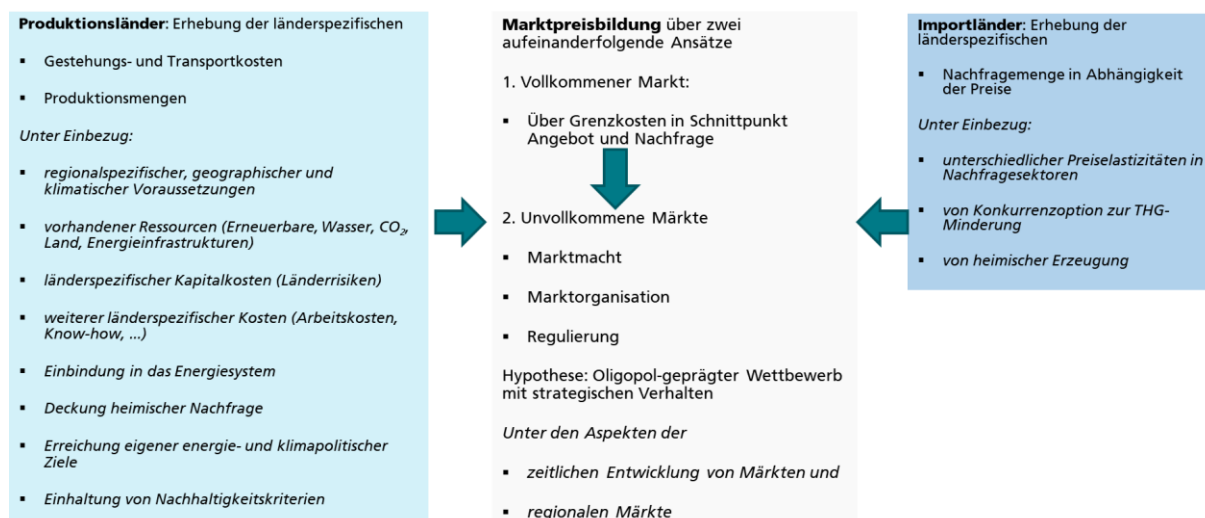 Produktionsländer: Erhebung der länderspezifischen
▪ Gestehungs- und Transportkosten
▪ Produktionsmengen
Unter Einbezug:
▪ regionalspezifischer, geographischer und
klimatischer Voraussetzungen
▪ vorhandener Ressourcen (Erneuerbare, Wasser, CO₂,
Land, Energieinfrastrukturen)
▪ länderspezifischer Kapitalkosten (Länderrisiken)
▪ weiterer länderspezifischer Kosten (Arbeitskosten,
Know-how, ...)
▪ Einbindung in das Energiesystem
▪ Deckung heimischer Nachfrage
▪ Erreichung eigener energie- und klimapolitischer
Ziele
▪ Einhaltung von Nachhaltigkeitskriterien
Marktpreisbildung über zwei
aufeinanderfolgende Ansätze
1. Vollkommener Markt:
▪ Über Grenzkosten in Schnittpunkt
Angebot und Nachfrage
2. Unvollkommene Märkte
▪ Marktmacht
▪ Marktorganisation
▪ Regulierung
Hypothese: Oligopol-geprägter Wettbewerb
mit strategischen Verhalten
Unter den Aspekten der
▪ zeitlichen Entwicklung von Märkten und
▪ regionalen Märkte
Importländer: Erhebung der
länderspezifischen
▪ Nachfragemenge in Abhängigkeit
der Preise
Unter Einbezug:
▪ unterschiedlicher Preiselastizitäten in
Nachfragesektoren
▪ von Konkurrenzoption zur THG-
Minderung
▪ von heimischer Erzeugung